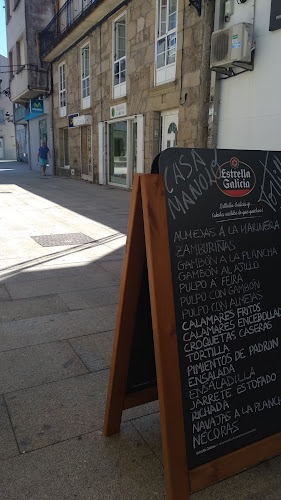 CASA
MANOLO
Estrella
Galicia
ALMEJAS A LA MARINERA
ZAMBURIÑAS
GAMBÓN A LA PLANCHA
GAMBÓN AL AJILLO
PULPO A FEIRA
PULPO CON GAMBÓN
PULPO CON ALMEJAS
CALAMARES FRITOS
CALAMARES ENCEBOLLADOS
CROQUETAS CASERAS
TORTILLA
PIMIENTOS DE PADRÓN
ENSALADA
ENSALADILLA
JARRETE ESTOFADO
RICHADA
NAVAJAS A LA PLANCHA
NÉCORAS